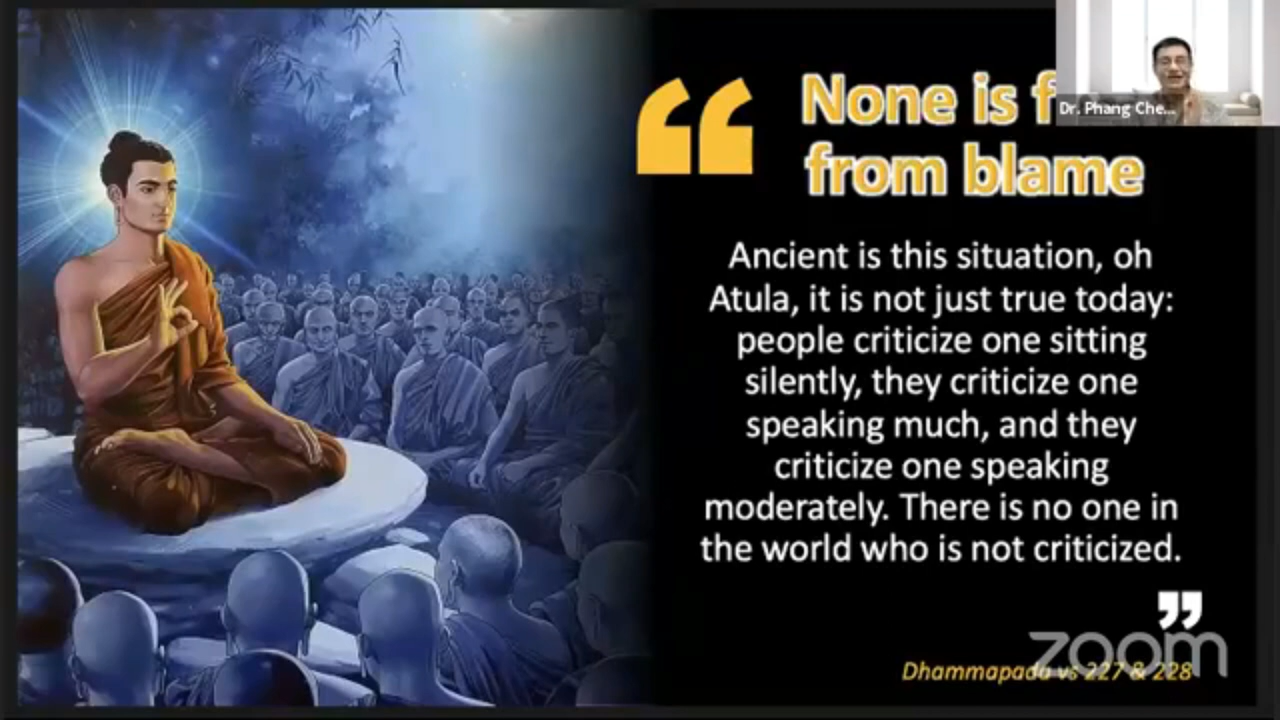 None is f
from blame
Dr. Phang Che...
Ancient is this situation, oh
Atula, it is not just true today:
people criticize one sitting
silently, they criticize one
speaking much, and they
criticize one speaking
moderately. There is no one in
the world who is not criticized.
zoom
Dhammapada vs 227 & 228